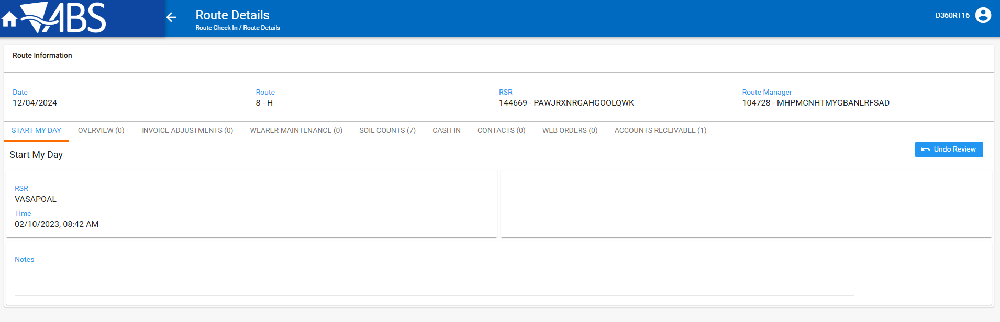 ABS
Route Details
Route Check In / Route Details
D360RT16
Route Information
Date
12/04/2024
Route
8 - H
RSR
144669 - PAWJRXNRGAHGOOLQWK
Route Manager
104728 - MHPMCNHTMYGBANLRFSAD
START MY DAY OVERVIEW (0) INVOICE ADJUSTMENTS (0) WEARER MAINTENANCE (0) SOIL COUNTS (7) CASH IN CONTACTS (0) WEB ORDERS (0) ACCOUNTS RECEIVABLE (1)
Start My Day
Undo Review
RSR
VASAPOAL
Time
02/10/2023, 08:42 AM
Notes